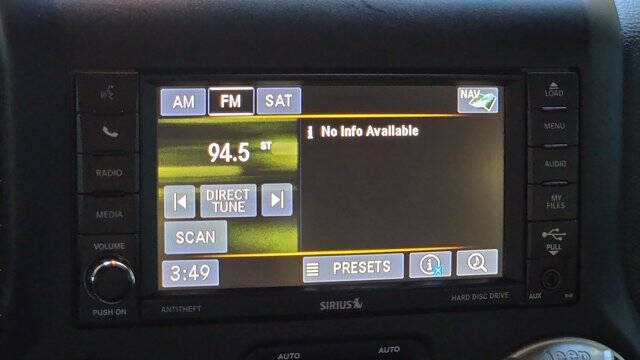 AM FM SAT NAV
94.5 ST
i No Info Available
DIRECT
TUNE
SCAN
3:49
PRESETS
i
RADIO
MEDIA
VOLUME
PUSH ON
LOAD
MENU
AUDIO
MY
FILES
PULL
AUX
ANTITHEFT
SIRIUS
HARD DISC DRIVE
AUTO
AUTO
Jeep